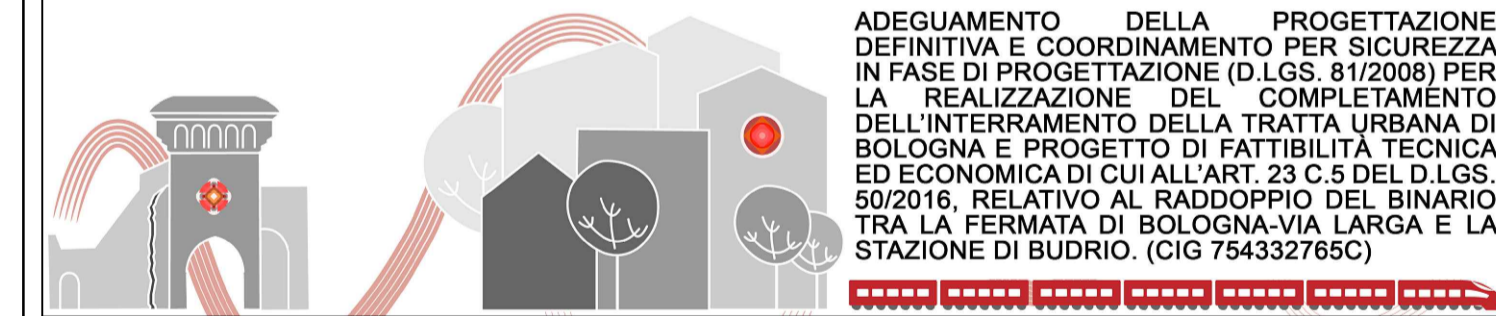 ADEGUAMENTO DELLA PROGETTAZIONE
DEFINITIVA E COORDINAMENTO PER SICUREZZA
IN FASE DI PROGETTAZIONE (D.LGS. 81/2008) PER
LA REALIZZAZIONE DEL COMPLETAMENTO
DELL'INTERRAMENTO DELLA TRATTA URBANA DI
BOLOGNA E PROGETTO DI FATTIBILITÀ TECNICA
ED ECONOMICA DI CUI ALL'ART. 23 C.5 DEL D.LGS.
50/2016, RELATIVO AL RADDOPPIO DEL BINARIO
TRA LA FERMATA DI BOLOGNA-VIA LARGA E LA
STAZIONE DI BUDRIO. (CIG 754332765C)